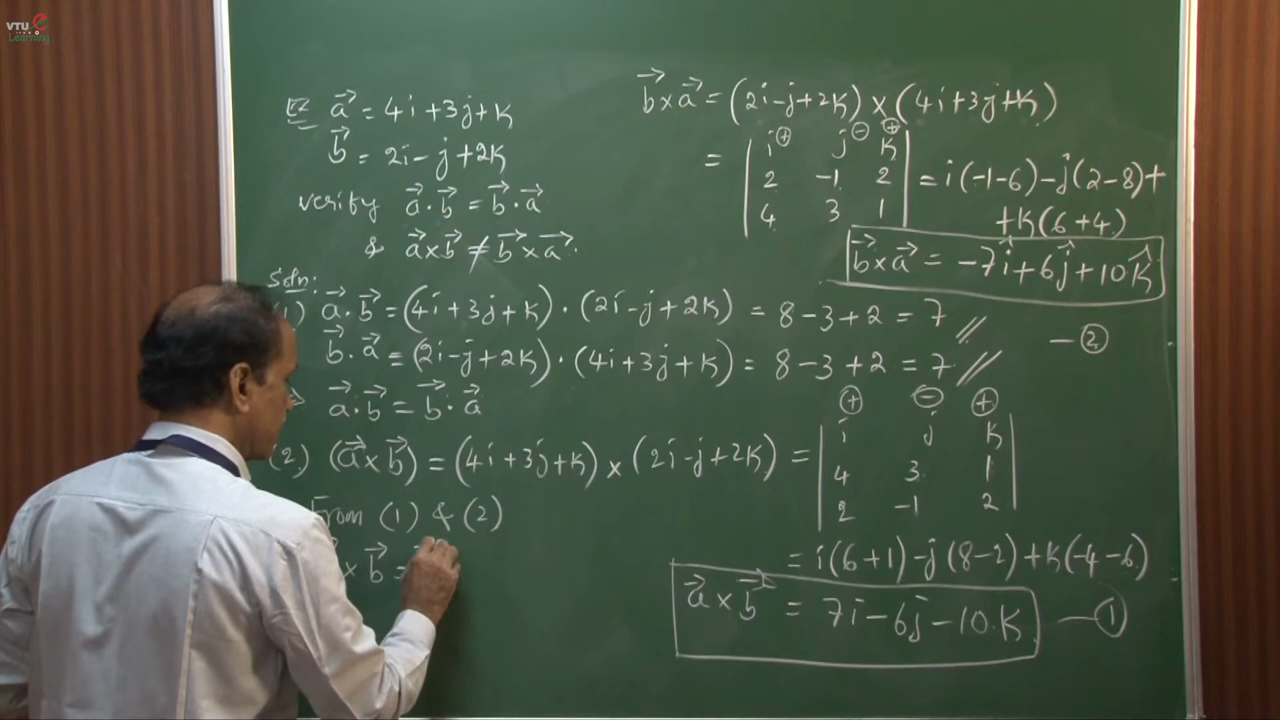 VTU e
Learning
Ex a⃗ = 4i + 3j + k
b⃗ = 2i - j + 2k
verify a⃗ · b⃗ = b⃗ · a⃗
& a⃗ x b⃗ ≠ b⃗ x a⃗.
Soln:
1) a⃗ · b⃗ = (4i + 3j + k) · (2i - j + 2k) = 8 - 3 + 2 = 7 //
b⃗ · a⃗ = (2i - j + 2k) · (4i + 3j + k) = 8 - 3 + 2 = 7 //
a⃗ · b⃗ = b⃗ · a⃗
(2.) (a⃗ x b⃗) = (4i + 3j + k) x (2i - j + 2k) =
⊕ ⊖ ⊕
| i j k |
| 4 3 1 |
| 2 -1 2 |
= i(6+1) - j(8-2) + k(-4-6)
a⃗ x b⃗ = 7i - 6j - 10k — ①
b⃗ x a⃗ = (2i - j + 2k) x (4i + 3j + k)
= | i⊕ j⊖ k⊕ |
| 2 -1 2 | = i(-1-6) - j(2-8) +
| 4 3 1 | + k(6+4)
b⃗ x a⃗ = -7î + 6ĵ + 10k̂
— ②
From (1) & (2)
x b⃗ =